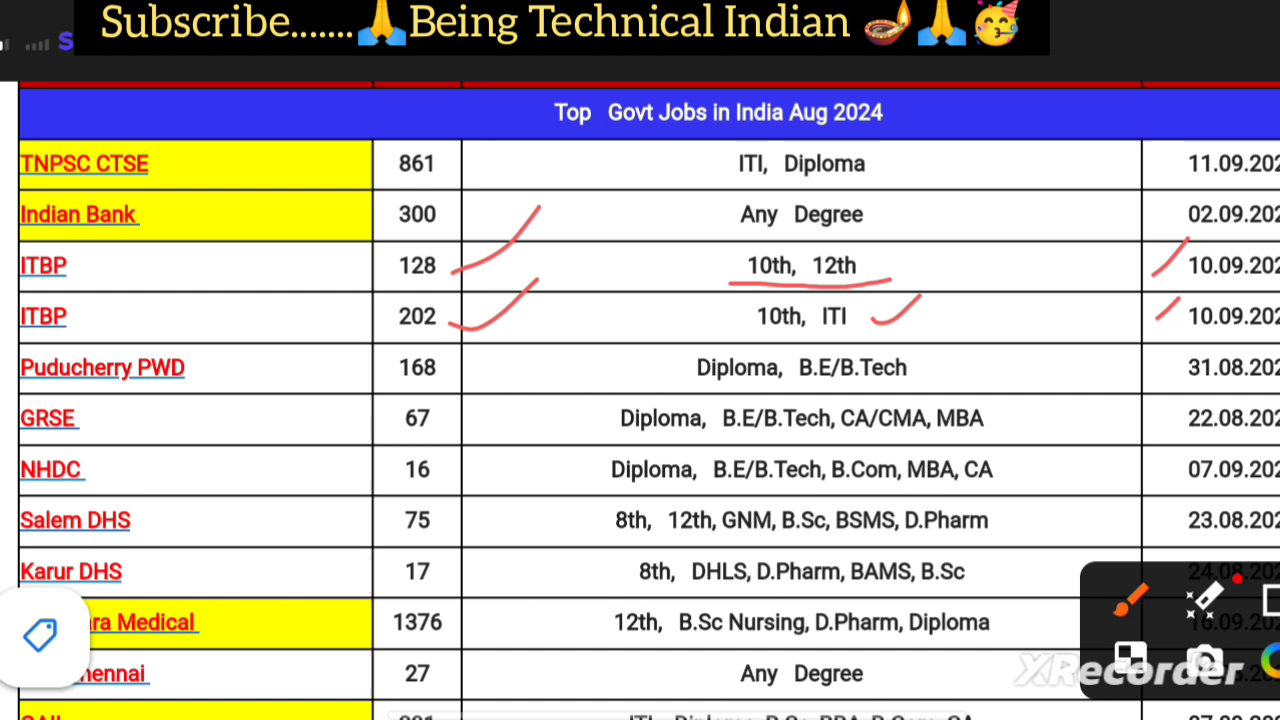 Subscribe.......🙏Being Technical Indian 🪔🙏🥳
S
Top Govt Jobs in India Aug 2024
TNPSC CTSE 861 ITI, Diploma 11.09.202
Indian Bank 300 Any Degree 02.09.202
ITBP 128 10th, 12th 10.09.202
ITBP 202 10th, ITI 10.09.202
Puducherry PWD 168 Diploma, B.E/B.Tech 31.08.202
GRSE 67 Diploma, B.E/B.Tech, CA/CMA, MBA 22.08.202
NHDC 16 Diploma, B.E/B.Tech, B.Com, MBA, CA 07.09.202
Salem DHS 75 8th, 12th, GNM, B.Sc, BSMS, D.Pharm 23.08.202
Karur DHS 17 8th, DHLS, D.Pharm, BAMS, B.Sc 24.08.202
ra Medical 1376 12th, B.Sc Nursing, D.Pharm, Diploma 16.09.202
hennai 27 Any Degree
XRecorder